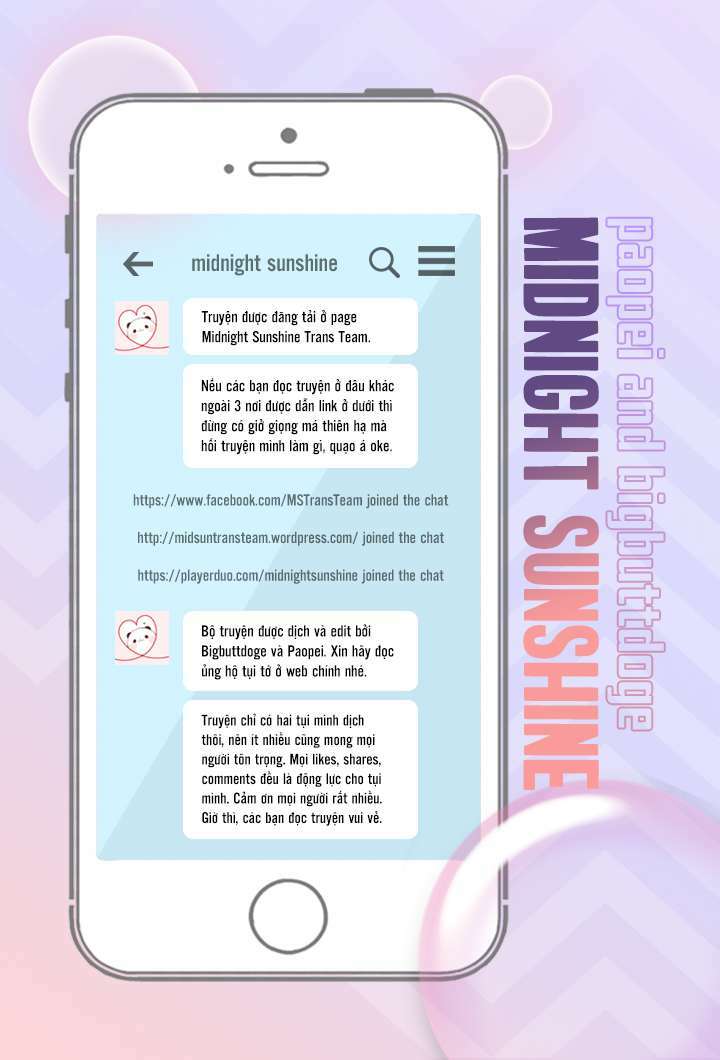 midnight sunshine
Truyện được đăng tải ở page
Midnight Sunshine Trans Team.
Nếu các bạn đọc truyện ở đâu khác
ngoài 3 nơi được dẫn link ở dưới thì
đừng có giở giọng má thiên hạ mà
hối truyện mình làm gì, quạo á oke.
https://www.facebook.com/MSTransTeam joined the chat
http://midsuntransteam.wordpress.com/ joined the chat
https://playerduo.com/midnightsunshine joined the chat
Bộ truyện được dịch và edit bởi
Bigbuttdoge và Paopei. Xin hãy đọc
ủng hộ tụi tớ ở web chính nhé.
Truyện chỉ có hai tụi mình dịch
thôi, nên ít nhiều cũng mong mọi
người tôn trọng. Mọi likes, shares,
comments đều là động lực cho tụi
mình. Cảm ơn mọi người rất nhiều.
Giờ thì, các bạn đọc truyện vui vẻ.
paopei and bigbuttdoge
MIDNIGHT SUNSHINE